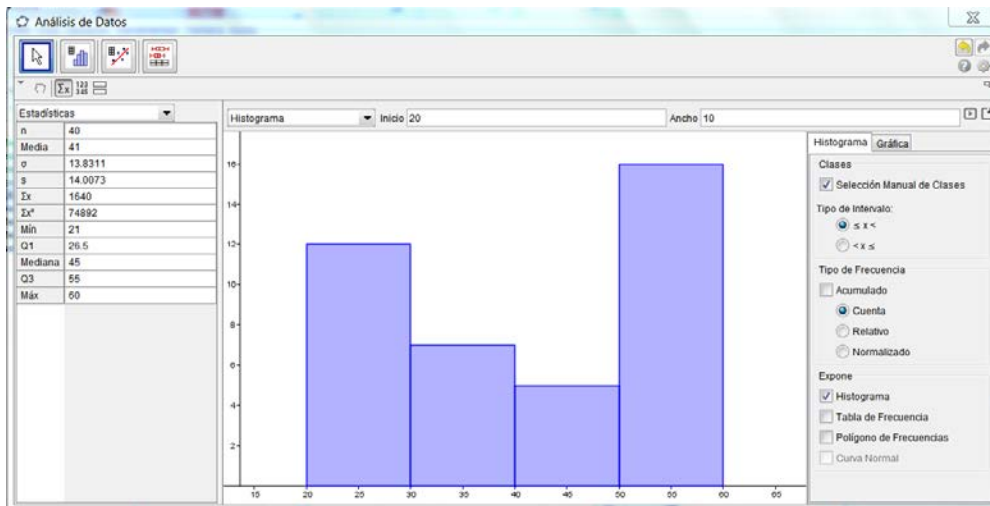 Análisis de Datos
Σx 123 345
Estadísticas
n 40
Media 41
σ 13.8311
s 14.0073
Σx 1640
Σx² 74892
Mín 21
Q1 26.5
Mediana 45
Q3 55
Máx 60
Histograma Inicio 20 Ancho 10
16
14
12
10
8
6
4
2
15 20 25 30 35 40 45 50 55 60 65
Histograma Gráfica
Clases
Selección Manual de Clases
Tipo de Intervalo:
≤ x <
< x ≤
Tipo de Frecuencia
Acumulado
Cuenta
Relativo
Normalizado
Expone
Histograma
Tabla de Frecuencia
Polígono de Frecuencias
Curva Normal